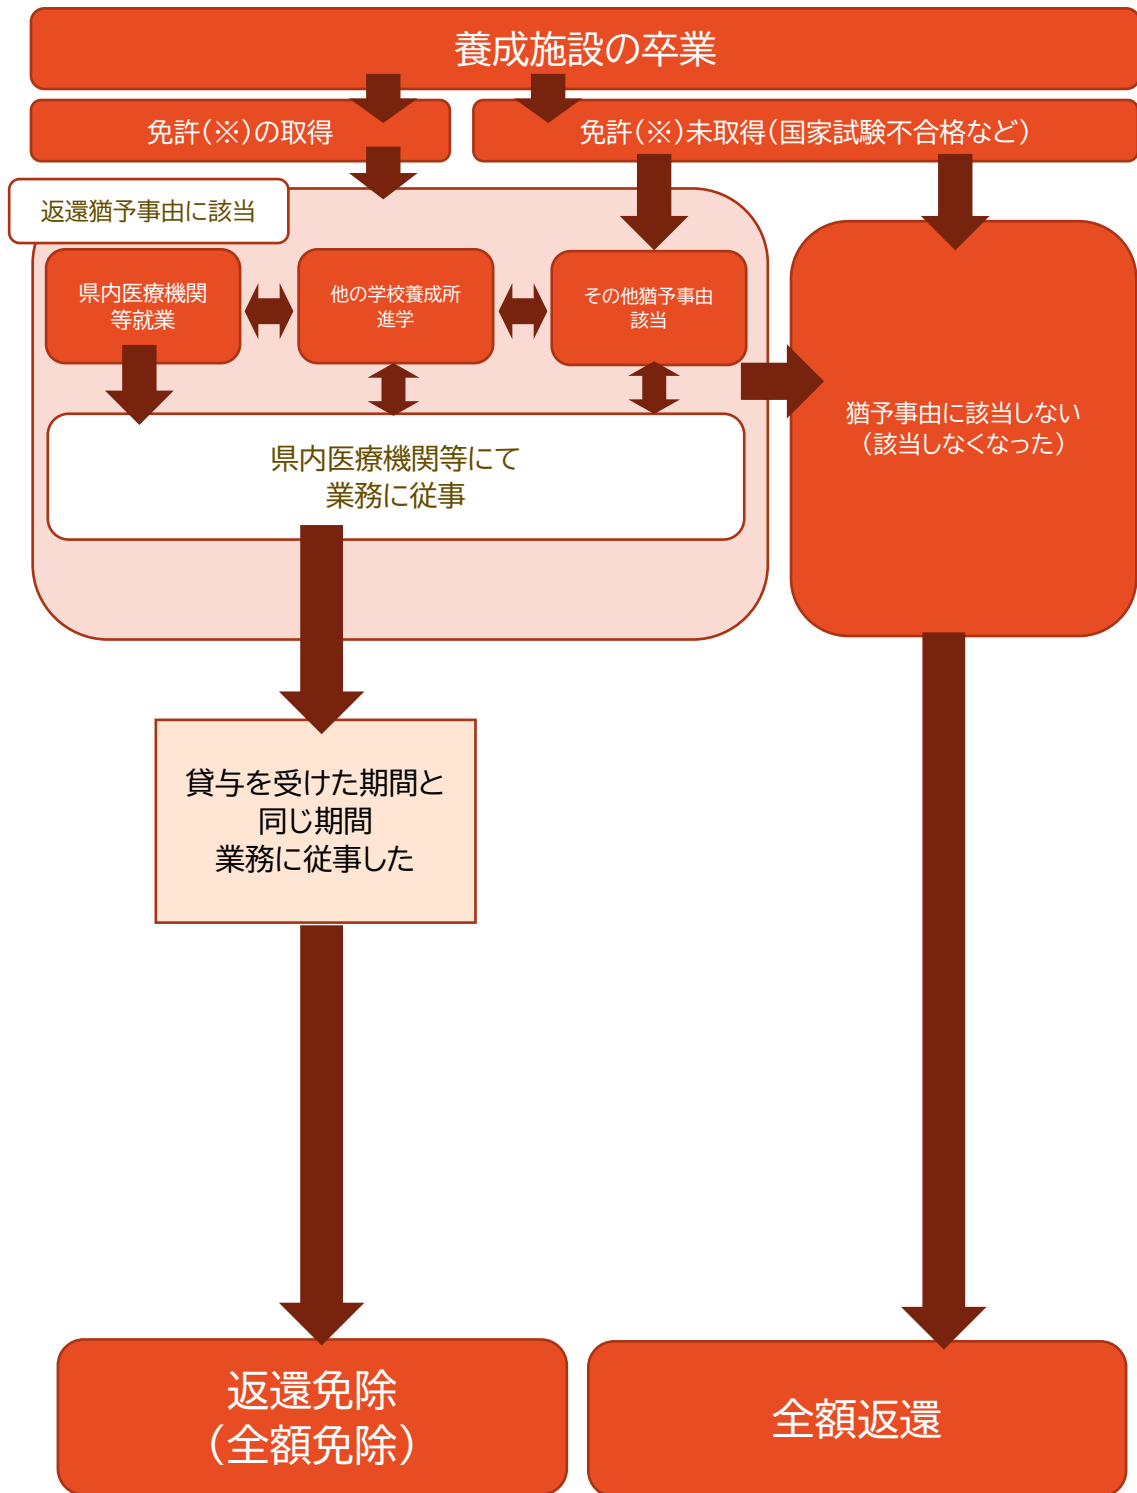 養成施設の卒業
免許(※)の取得
免許(※)未取得(国家試験不合格など)
返還猶予事由に該当
県内医療機関
等就業
他の学校養成所
進学
その他猶予事由
該当
猶予事由に該当しない
(該当しなくなった)
県内医療機関等にて
業務に従事
貸与を受けた期間と
同じ期間
業務に従事した
返還免除
(全額免除)
全額返還